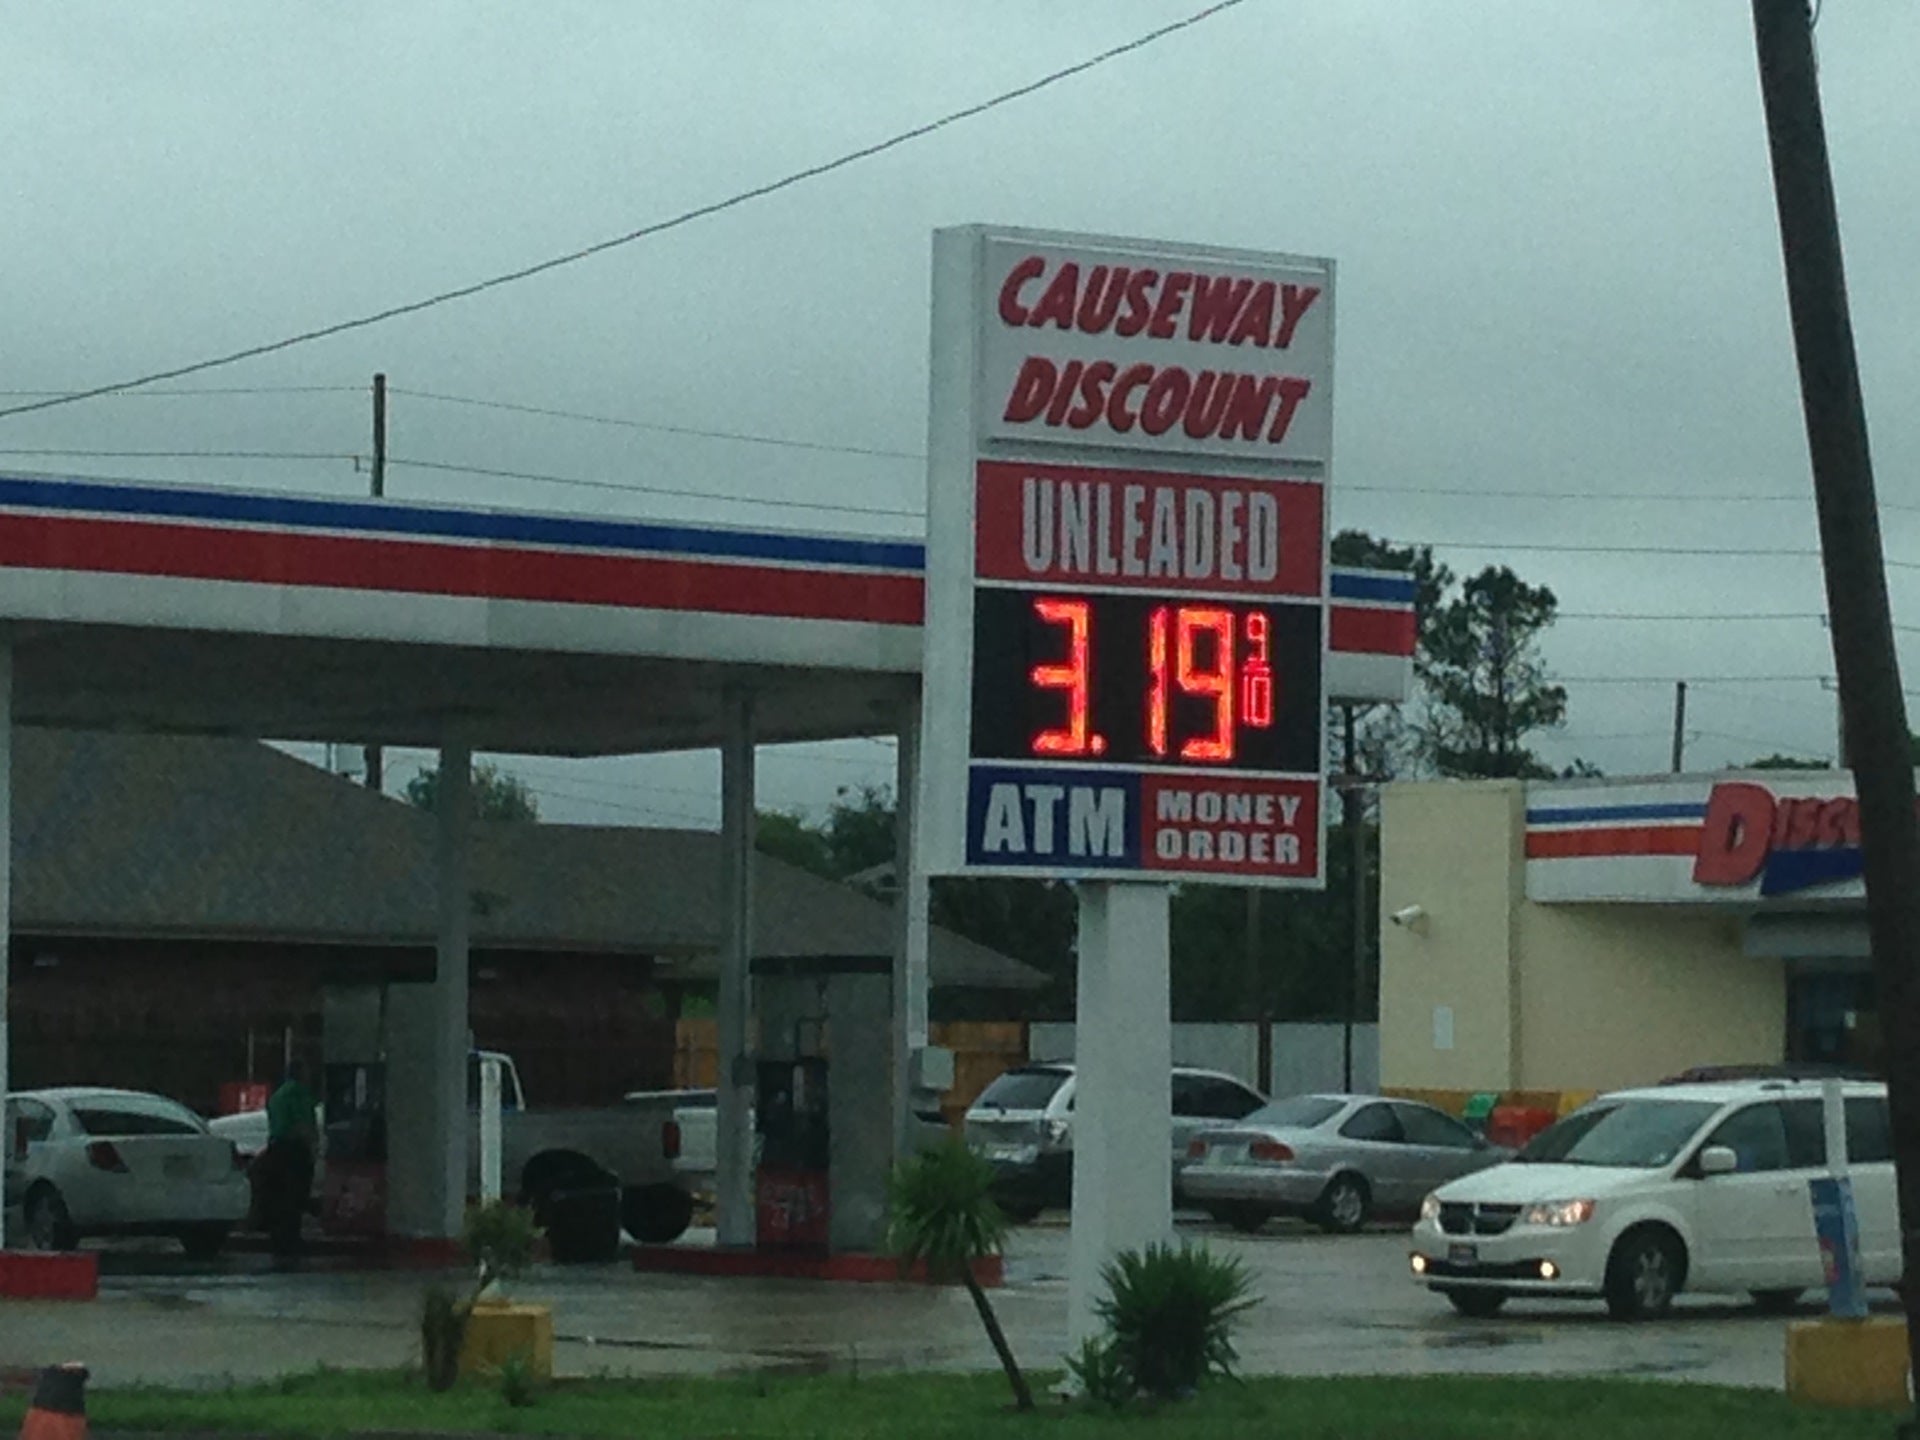 CAUSEWAY
DISCOUNT
UNLEADED
3.19 9/10
ATM
MONEY
ORDER